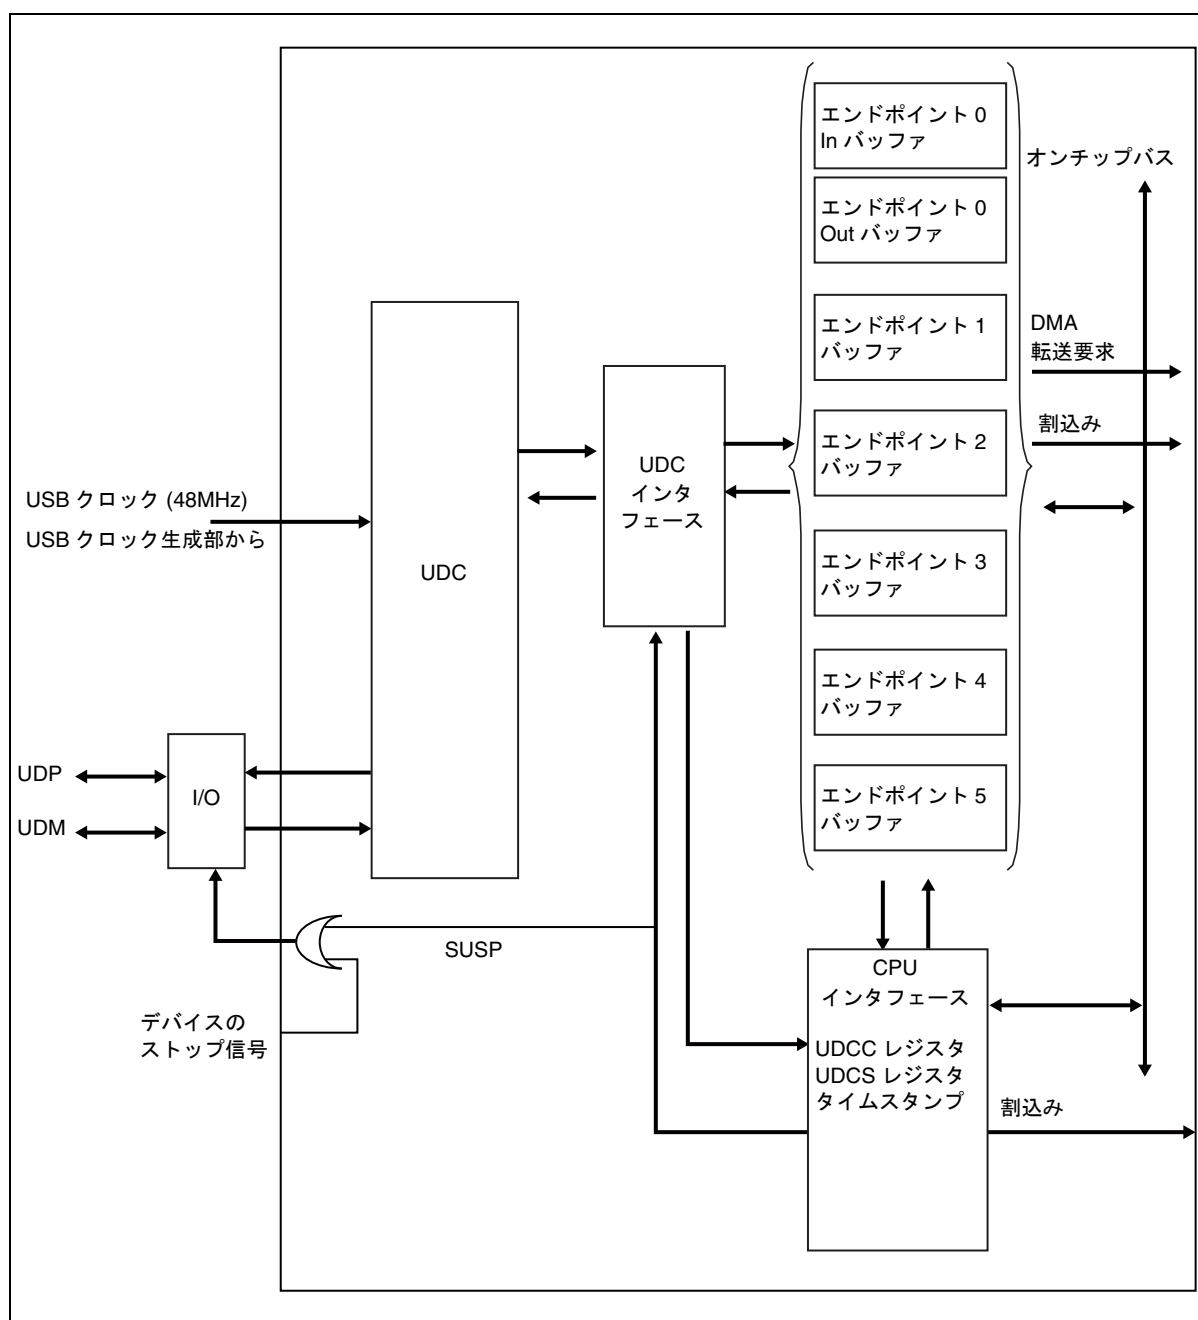 エンドポイント 0
In バッファ
オンチップバス
エンドポイント 0
Out バッファ
エンドポイント 1
バッファ
DMA
転送要求
エンドポイント 2
バッファ
割込み
UDC
インタ
フェース
USB クロック (48MHz)
USB クロック生成部から
UDC
エンドポイント 3
バッファ
エンドポイント 4
バッファ
UDP
I/O
UDM
エンドポイント 5
バッファ
SUSP
CPU
インタフェース
デバイスの
ストップ信号
UDCC レジスタ
UDCS レジスタ
タイムスタンプ
割込み